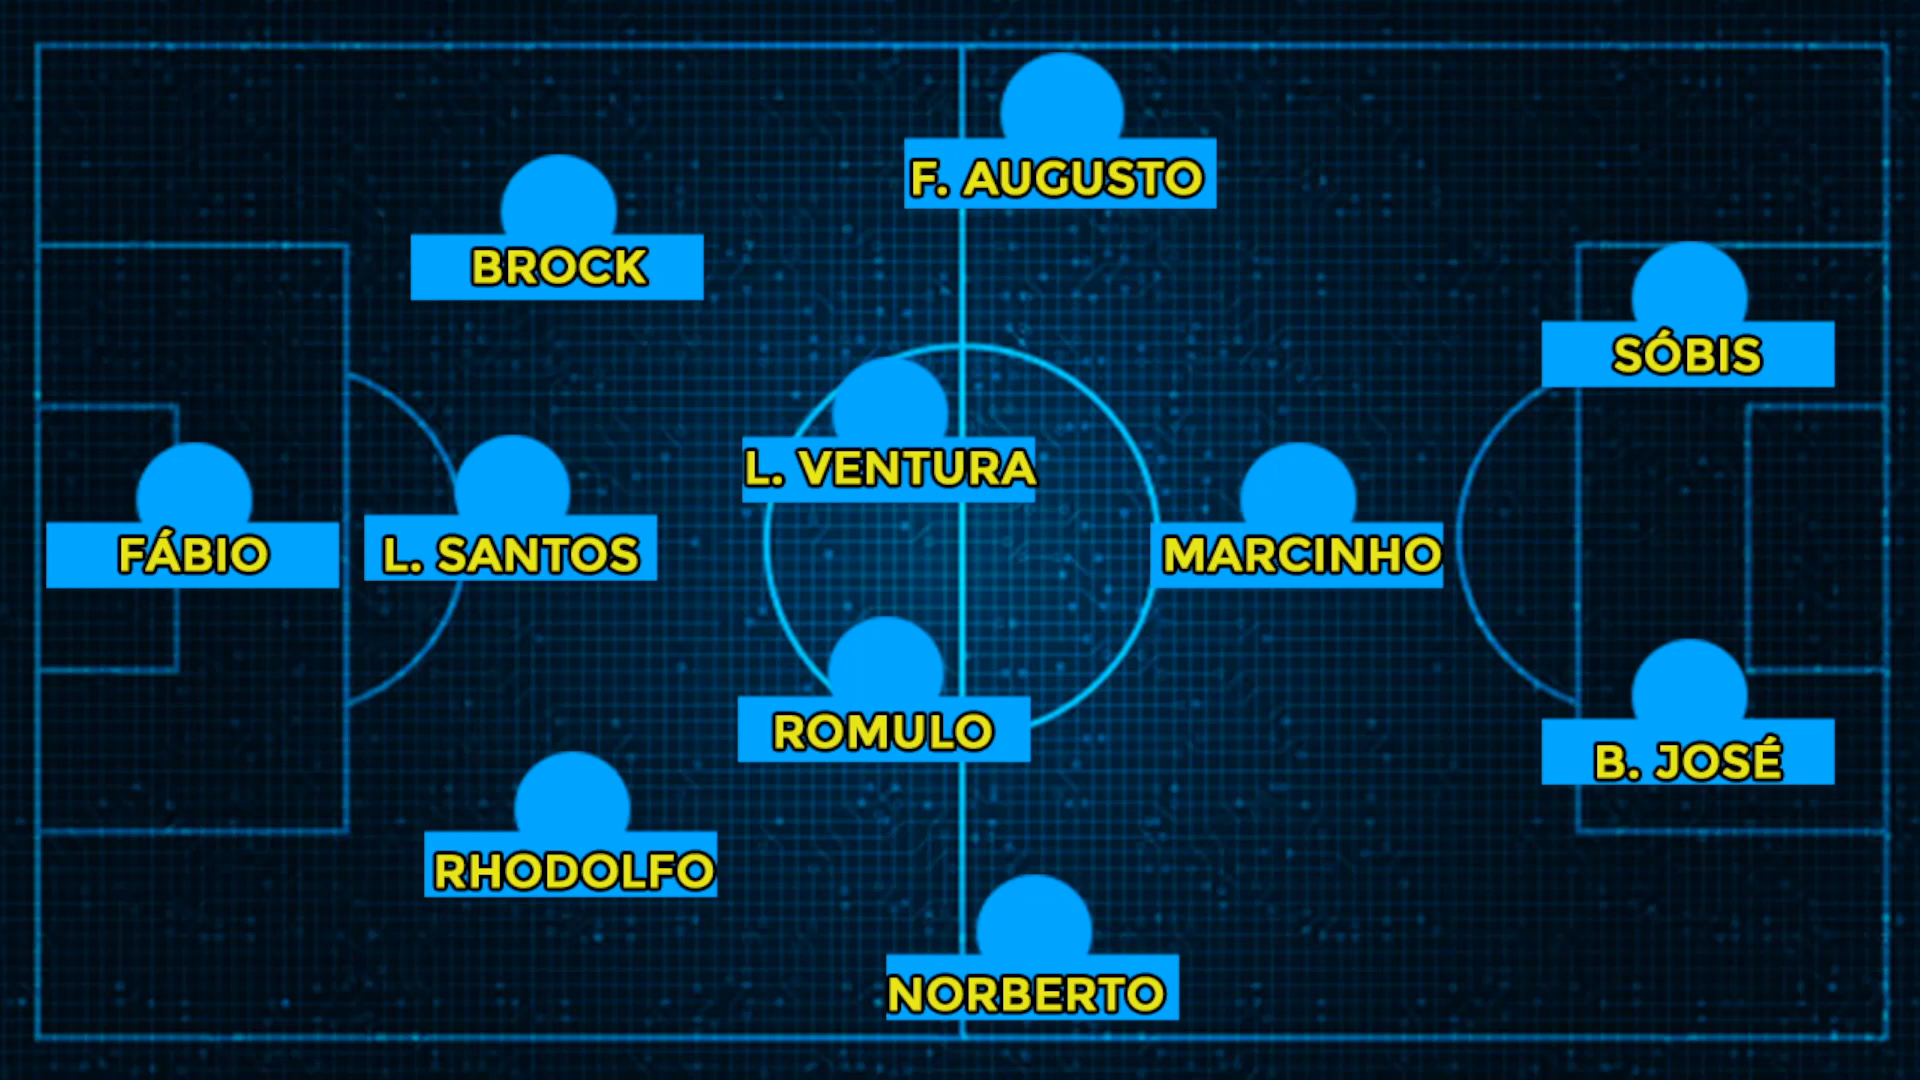 F. AUGUSTO
BROCK
SÓBIS
L. VENTURA
FÁBIO
L. SANTOS
MARCINHO
ROMULO
B. JOSÉ
RHODOLFO
NORBERTO